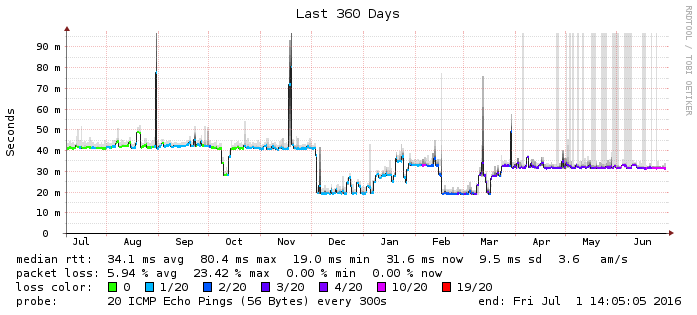 Last 360 Days
RRDTOOL / TOBI OETIKER
Seconds
90 m
80 m
70 m
60 m
50 m
40 m
30 m
20 m
10 m
0
Jul Aug Sep Oct Nov Dec Jan Feb Mar Apr May Jun
median rtt: 34.1 ms avg 80.4 ms max 19.0 ms min 31.6 ms now 9.5 ms sd 3.6 am/s
packet loss: 5.94 % avg 23.42 % max 0.00 % min 0.00 % now
loss color: 0 1/20 2/20 3/20 4/20 10/20 19/20
probe: 20 ICMP Echo Pings (56 Bytes) every 300s end: Fri Jul 1 14:05:05 2016